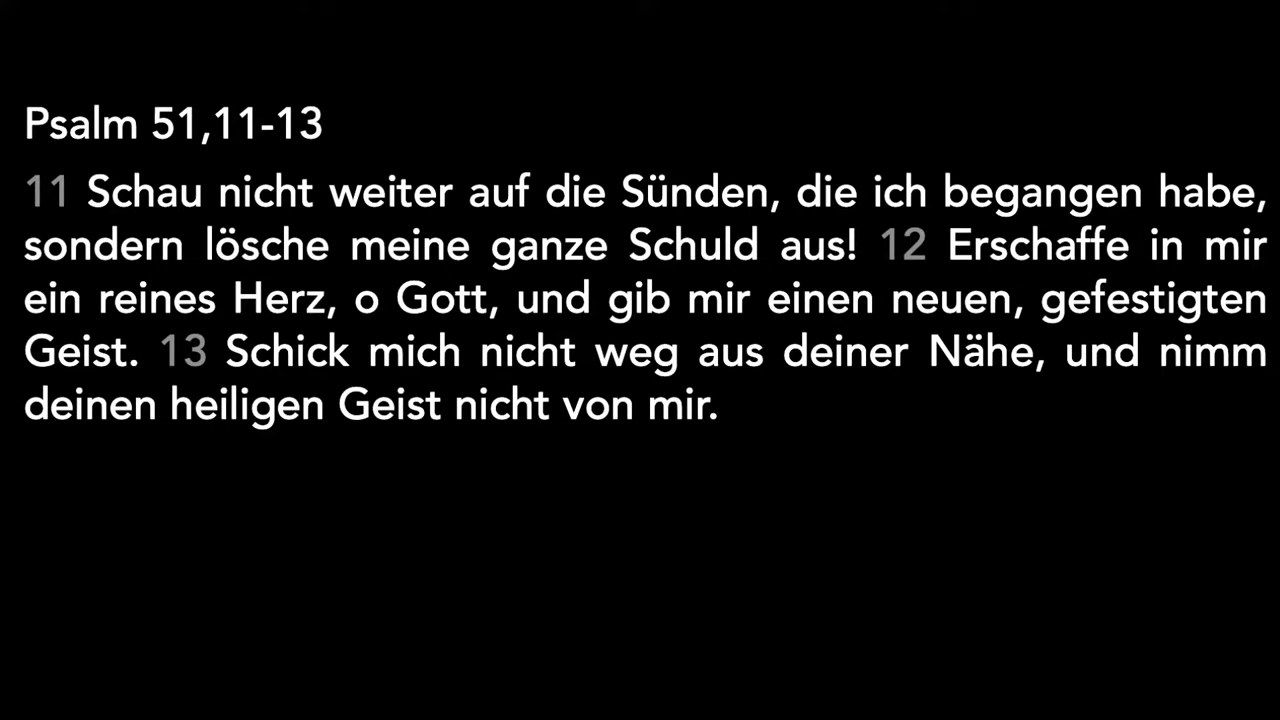 Psalm 51,11-13
11 Schau nicht weiter auf die Sünden, die ich begangen habe,
sondern lösche meine ganze Schuld aus! 12 Erschaffe in mir
ein reines Herz, o Gott, und gib mir einen neuen, gefestigten
Geist. 13 Schick mich nicht weg aus deiner Nähe, und nimm
deinen heiligen Geist nicht von mir.